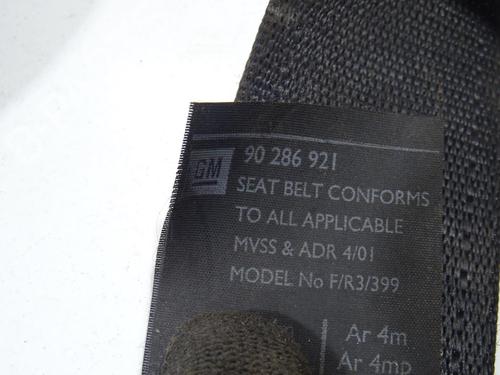 GM
90 286 921
SEAT BELT CONFORMS
TO ALL APPLICABLE
MVSS & ADR 4/01
MODEL No F/R3/399
Ar 4m
Ar 4mp